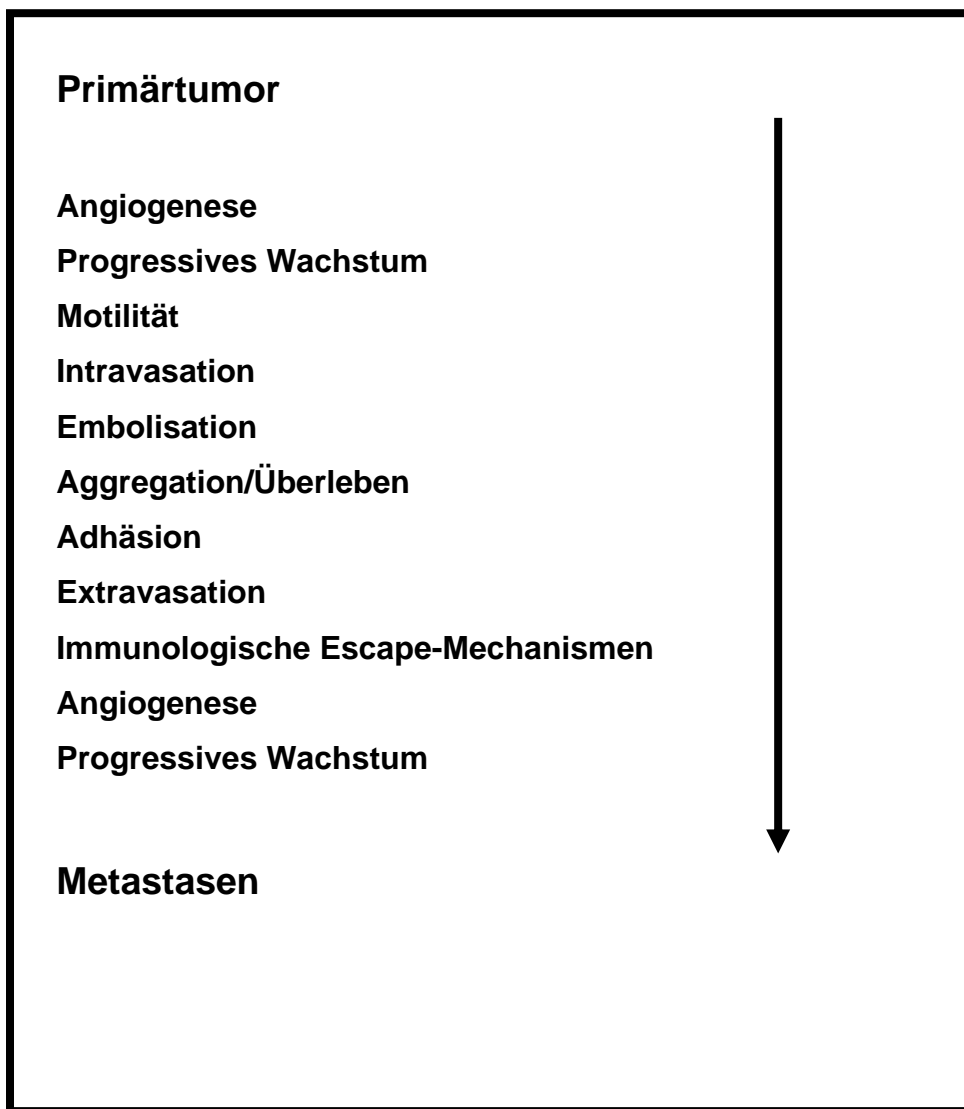 Primärtumor
Angiogenese
Progressives Wachstum
Motilität
Intravasation
Embolisation
Aggregation/Überleben
Adhäsion
Extravasation
Immunologische Escape-Mechanismen
Angiogenese
Progressives Wachstum
Metastasen